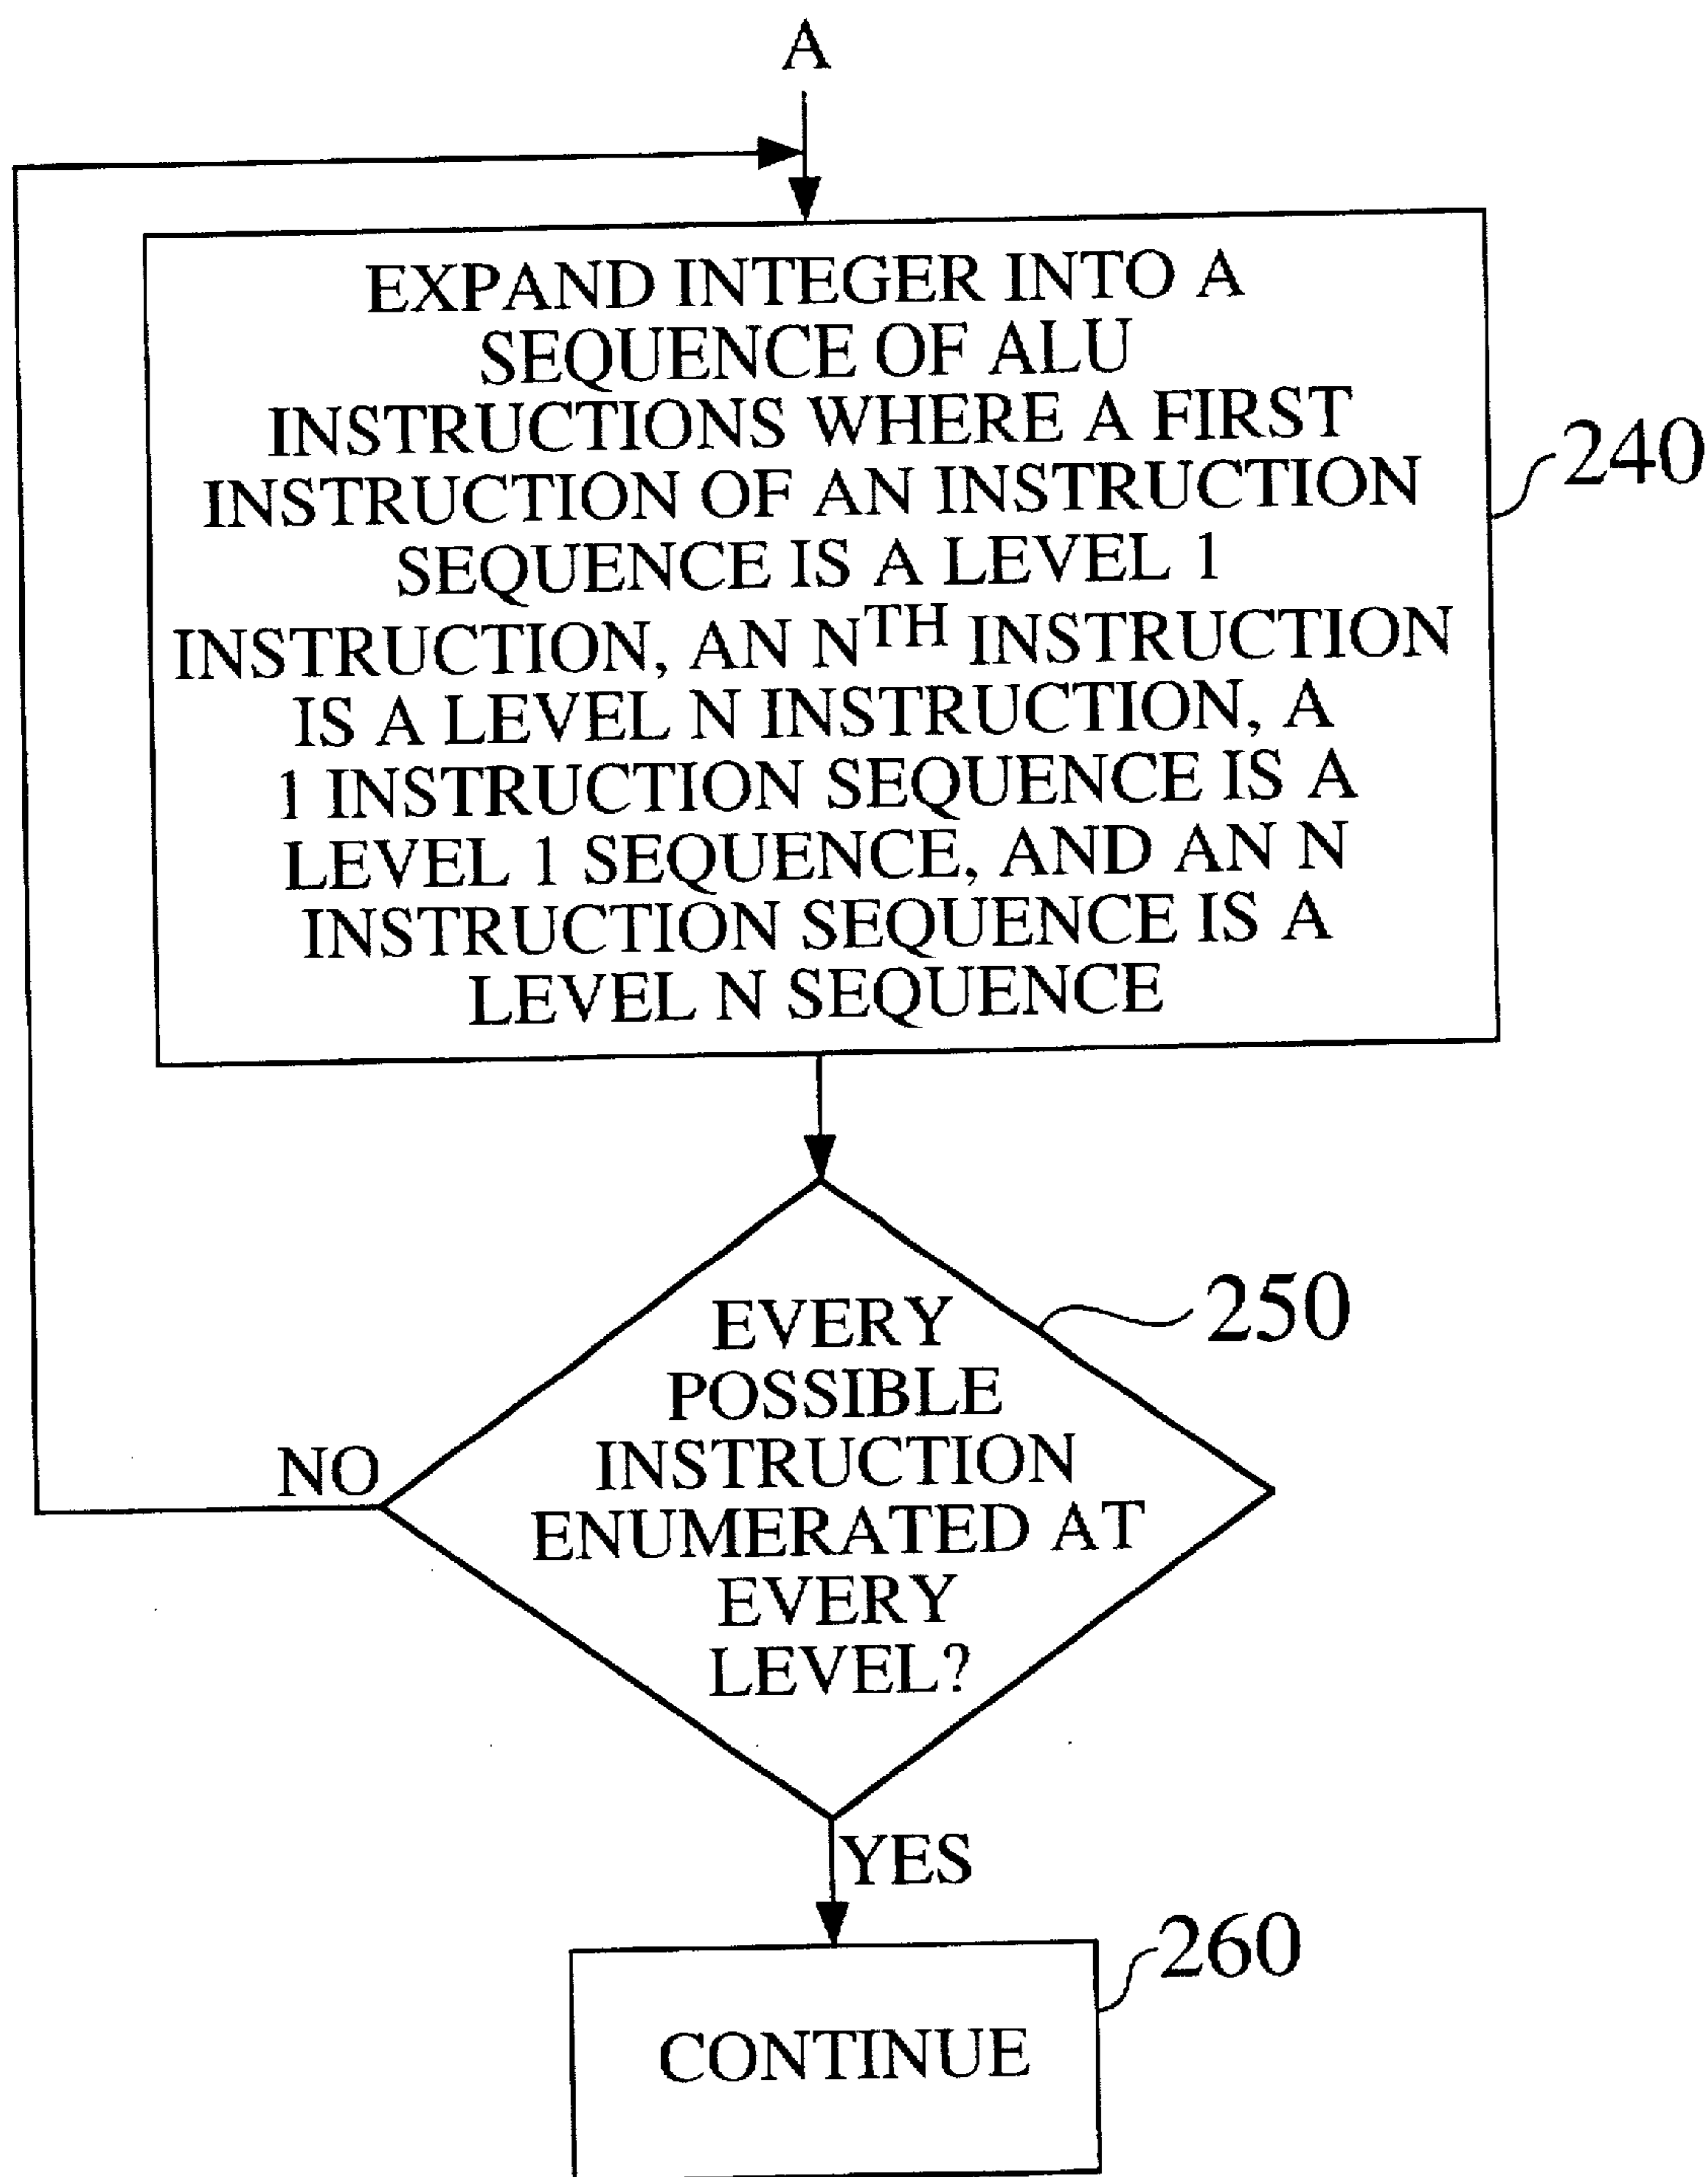 A
EXPAND INTEGER INTO A
SEQUENCE OF ALU
INSTRUCTIONS WHERE A FIRST
INSTRUCTION OF AN INSTRUCTION
SEQUENCE IS A LEVEL 1
INSTRUCTION, AN NTH INSTRUCTION
IS A LEVEL N INSTRUCTION, A
1 INSTRUCTION SEQUENCE IS A
LEVEL 1 SEQUENCE, AND AN N
INSTRUCTION SEQUENCE IS A
LEVEL N SEQUENCE
240
EVERY
POSSIBLE
INSTRUCTION
ENUMERATED AT
EVERY
LEVEL?
250
NO
YES
CONTINUE
260